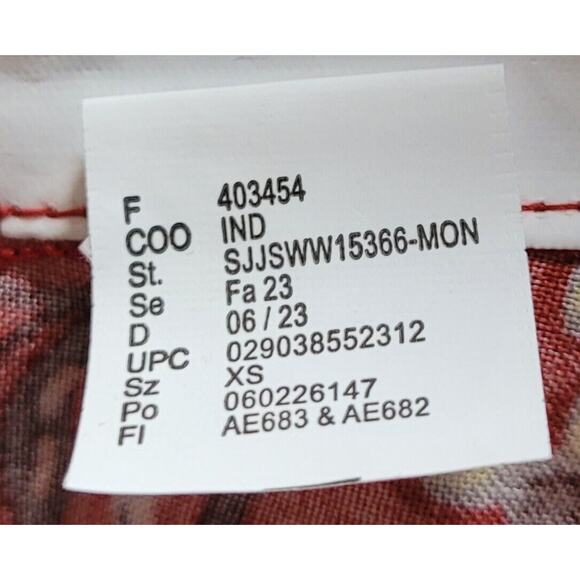 F 403454
COO IND
St. SJJSWW15366-MON
Se Fa 23
D 06 / 23
UPC 029038552312
Sz XS
Po 060226147
FI AE683 & AE682